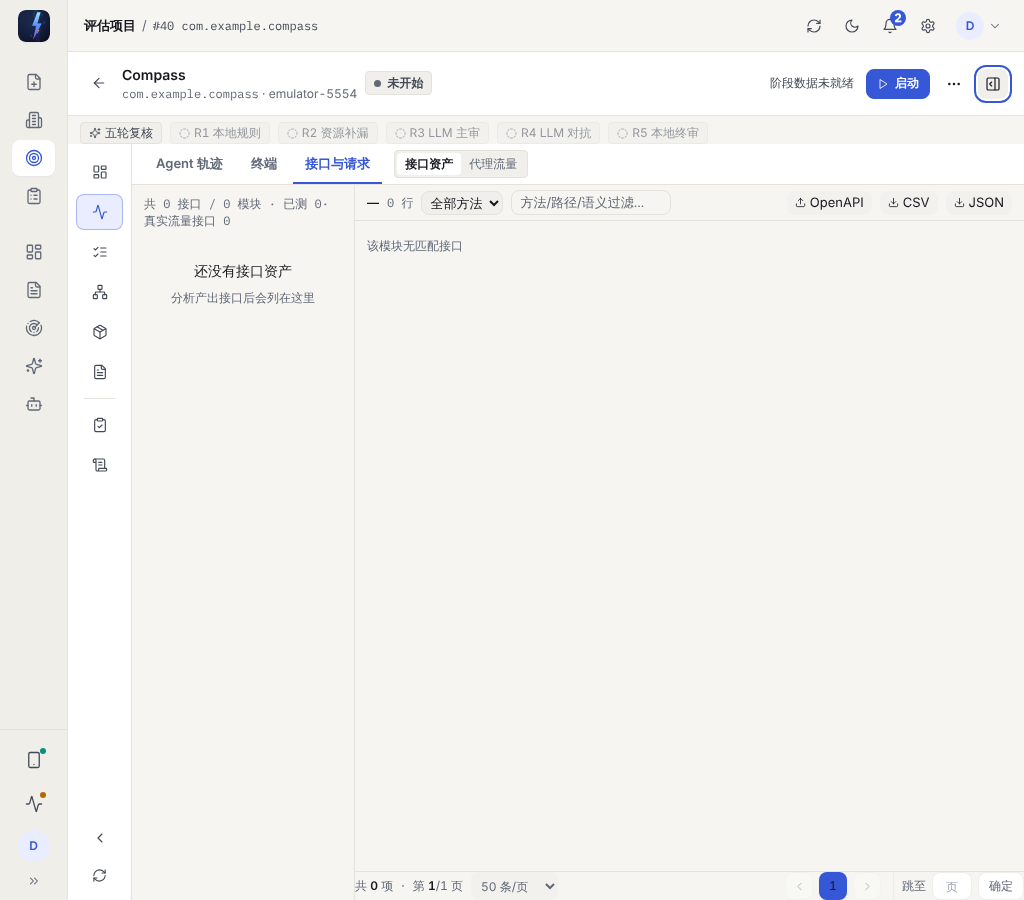 评估项目 / #40 com.example.compass
2
D
Compass
com.example.compass · emulator-5554
未开始
阶段数据未就绪
启动
五轮复核
R1 本地规则
R2 资源补漏
R3 LLM 主审
R4 LLM 对抗
R5 本地终审
Agent 轨迹
终端
接口与请求
接口资产
代理流量
共 0 接口 / 0 模块 · 已测 0·
真实流量接口 0
— 0 行
全部方法
方法/路径/语义过滤...
OpenAPI
CSV
JSON
该模块无匹配接口
还没有接口资产
分析产出接口后会列在这里
D
共 0 项 · 第 1/1 页
50 条/页
1
跳至
页
确定